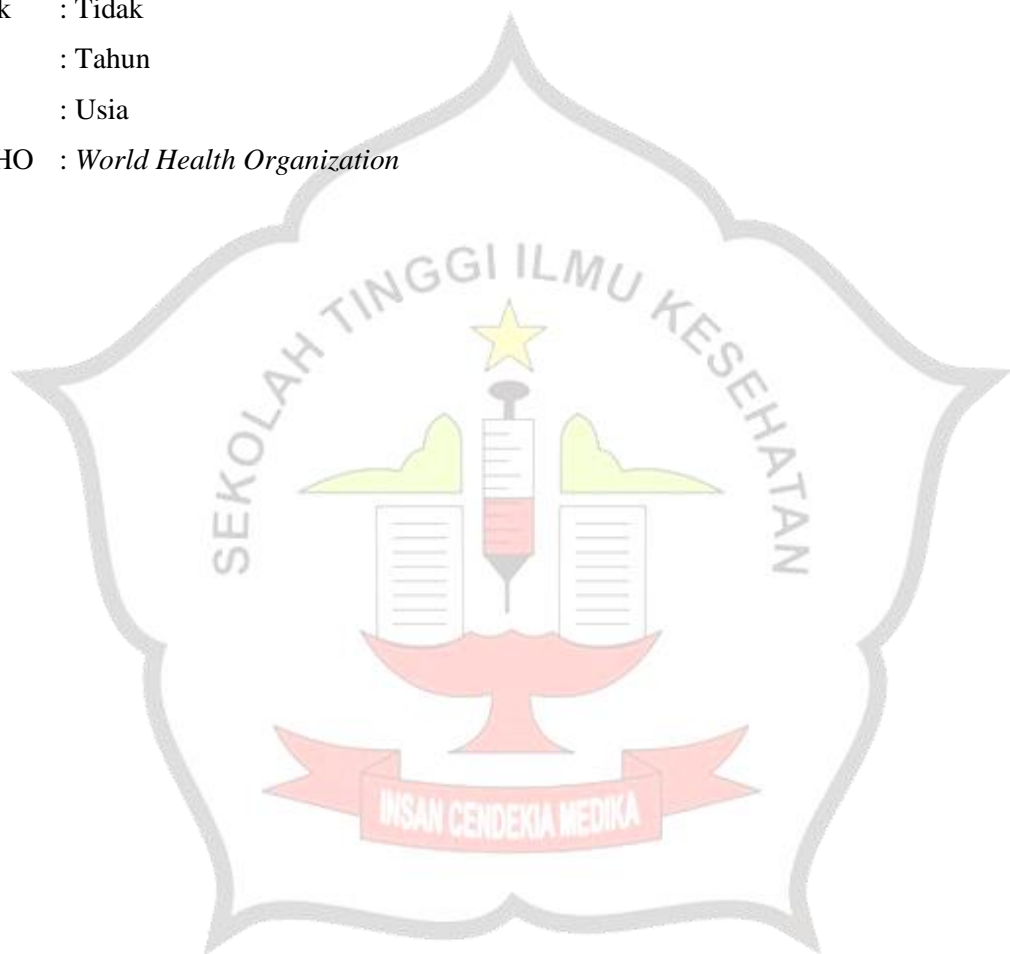 k : Tidak
: Tahun
: Usia
HO : World Health Organization
SEKOLAH TINGGI ILMU KESEHATAN
INSAN CENDEKIA MEDIKA